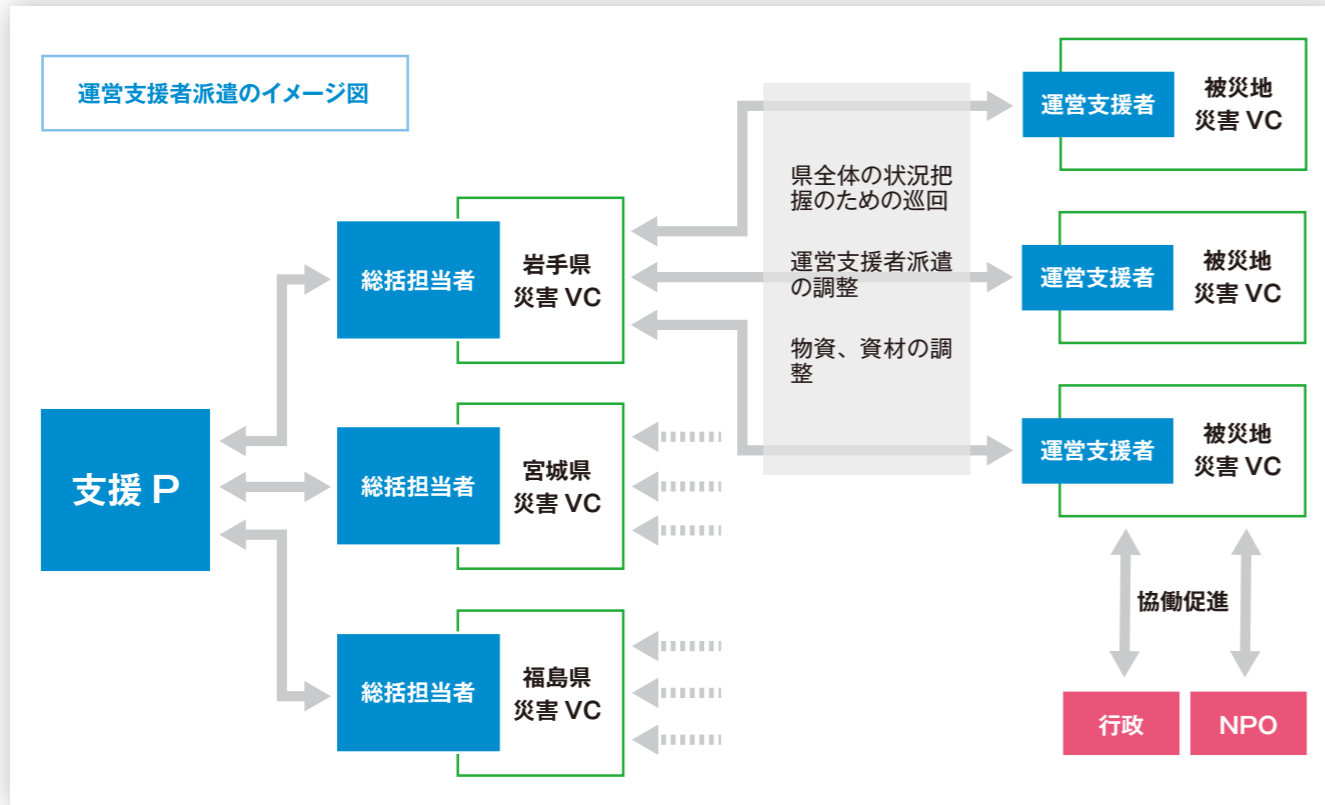 運営支援者派遣のイメージ図
支援 P
総括担当者
岩手県
災害 VC
総括担当者
宮城県
災害 VC
総括担当者
福島県
災害 VC
県全体の状況把
握のための巡回
運営支援者派遣
の調整
物資、資材の調
整
運営支援者
被災地
災害 VC
運営支援者
被災地
災害 VC
運営支援者
被災地
災害 VC
協働促進
行政
NPO